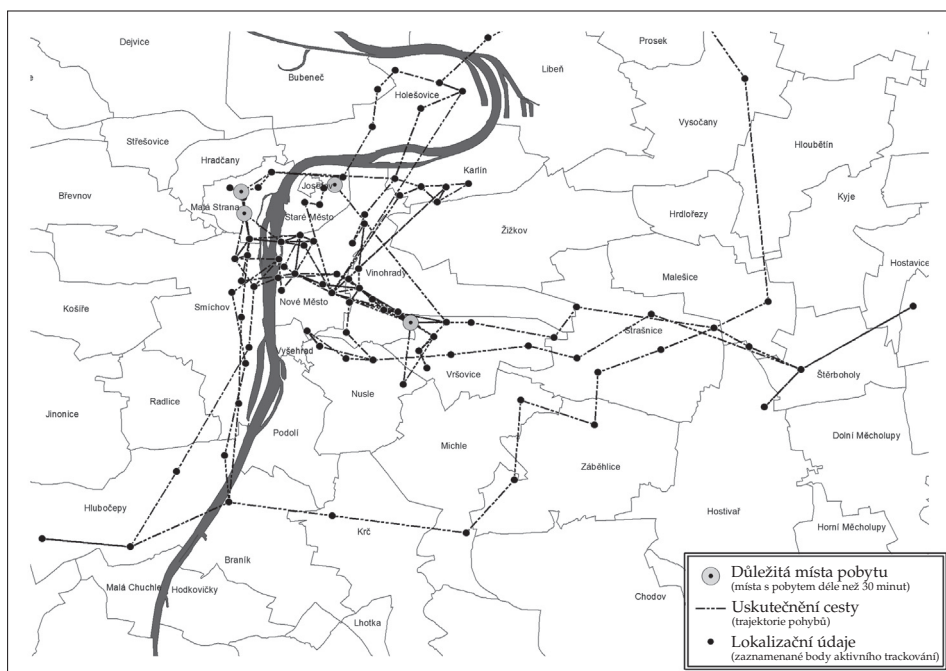 Dejvice
Prosek
Libeň
Bubeneč
Holešovice
Vysočany
Střešovice
Hloubětín
Hradčany
Karlín
Břevnov
Malá Strana
Staré Město
Hrdlořezy
Kyje
Žižkov
Hostavice
Vinohrady
Malešice
Košíře
Smíchov
Nové Město
Strašnice
Vyšehrad
Vršovice
Štěrboholy
Nusle
Radlice
Jinonice
Podolí
Michle
Dolní Měcholupy
Záběhlice
Hlubočepy
Hostivař
Krč
Horní Měcholupy
Braník
Malá Chuchle
Hodkovičky
Chodov
Lhotka
Důležitá místa pobytu
(místa s pobytem déle než 30 minut)
Uskutečnění cesty
(trajektorie pohybů)
Lokalizační údaje
(zaznamenané body aktivního trackování)